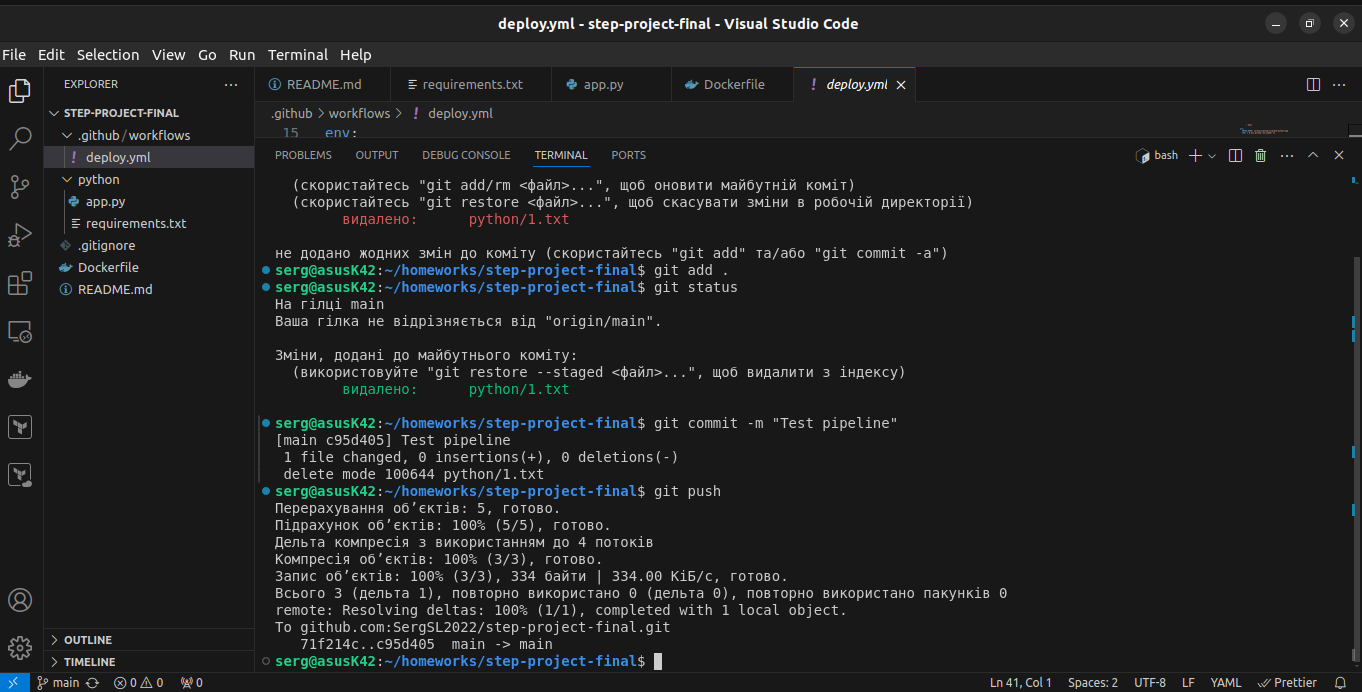 deploy.yml - step-project-final - Visual Studio Code
File Edit Selection View Go Run Terminal Help
EXPLORER
STEP-PROJECT-FINAL
.github / workflows
deploy.yml
python
app.py
requirements.txt
.gitignore
Dockerfile
README.md
OUTLINE
TIMELINE
README.md requirements.txt app.py Dockerfile deploy.yml
.github > workflows > deploy.yml
15 env:
PROBLEMS OUTPUT DEBUG CONSOLE TERMINAL PORTS
bash
(скористайтесь "git add/rm <файл>...", щоб оновити майбутній коміт)
(скористайтесь "git restore <файл>...", щоб скасувати зміни в робочій директорії)
видалено: python/1.txt
не додано жодних змін до коміту (скористайтесь "git add" та/або "git commit -a")
serg@asusK42:~/homeworks/step-project-final$ git add .
serg@asusK42:~/homeworks/step-project-final$ git status
На гілці main
Ваша гілка не відрізняється від "origin/main".
Зміни, додані до майбутнього коміту:
(використовуйте "git restore --staged <файл>...", щоб видалити з індексу)
видалено: python/1.txt
serg@asusK42:~/homeworks/step-project-final$ git commit -m "Test pipeline"
[main c95d405] Test pipeline
1 file changed, 0 insertions(+), 0 deletions(-)
delete mode 100644 python/1.txt
serg@asusK42:~/homeworks/step-project-final$ git push
Перерахування об’єктів: 5, готово.
Підрахунок об’єктів: 100% (5/5), готово.
Дельта компресія з використанням до 4 потоків
Компресія об’єктів: 100% (3/3), готово.
Запис об’єктів: 100% (3/3), 334 байти | 334.00 КіБ/с, готово.
Всього 3 (дельта 1), повторно використано 0 (дельта 0), повторно використано пакунків 0
remote: Resolving deltas: 100% (1/1), completed with 1 local object.
To github.com:SergSL2022/step-project-final.git
71f214c..c95d405 main -> main
serg@asusK42:~/homeworks/step-project-final$
main 0 0 0 Ln 41, Col 1 Spaces: 2 UTF-8 LF YAML Prettier